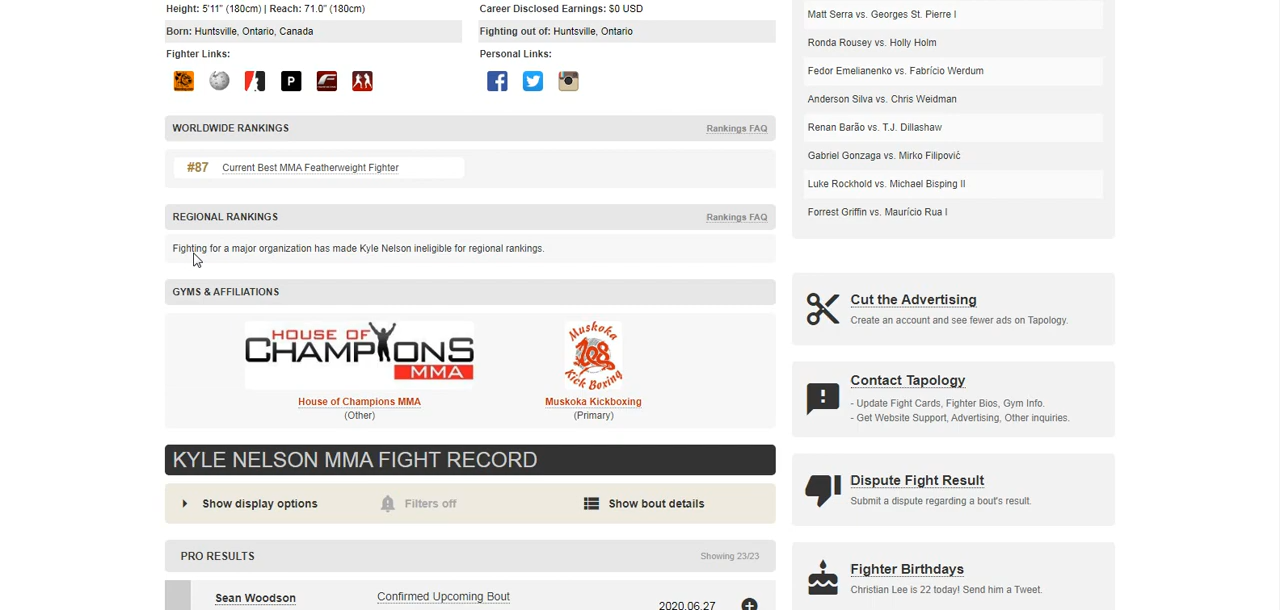 Height: 5'11" (180cm) | Reach: 71.0" (180cm)
Career Disclosed Earnings: $0 USD
Born: Huntsville, Ontario, Canada
Fighting out of: Huntsville, Ontario
Fighter Links:
Personal Links:
P
WORLDWIDE RANKINGS
Rankings FAQ
#87 Current Best MMA Featherweight Fighter
REGIONAL RANKINGS
Rankings FAQ
Fighting for a major organization has made Kyle Nelson ineligible for regional rankings.
GYMS & AFFILIATIONS
HOUSE OF
CHAMPIONS
MMA
House of Champions MMA
(Other)
Muskoka
Kick Boxing
Muskoka Kickboxing
(Primary)
KYLE NELSON MMA FIGHT RECORD
Show display options
Filters off
Show bout details
PRO RESULTS
Showing 23/23
Sean Woodson
Confirmed Upcoming Bout
2020.06.27
Matt Serra vs. Georges St. Pierre I
Ronda Rousey vs. Holly Holm
Fedor Emelianenko vs. Fabrício Werdum
Anderson Silva vs. Chris Weidman
Renan Barão vs. T.J. Dillashaw
Gabriel Gonzaga vs. Mirko Filipović
Luke Rockhold vs. Michael Bisping II
Forrest Griffin vs. Maurício Rua I
Cut the Advertising
Create an account and see fewer ads on Tapology.
Contact Tapology
- Update Fight Cards, Fighter Bios, Gym Info.
- Get Website Support, Advertising, Other inquiries.
Dispute Fight Result
Submit a dispute regarding a bout's result.
Fighter Birthdays
Christian Lee is 22 today! Send him a Tweet.